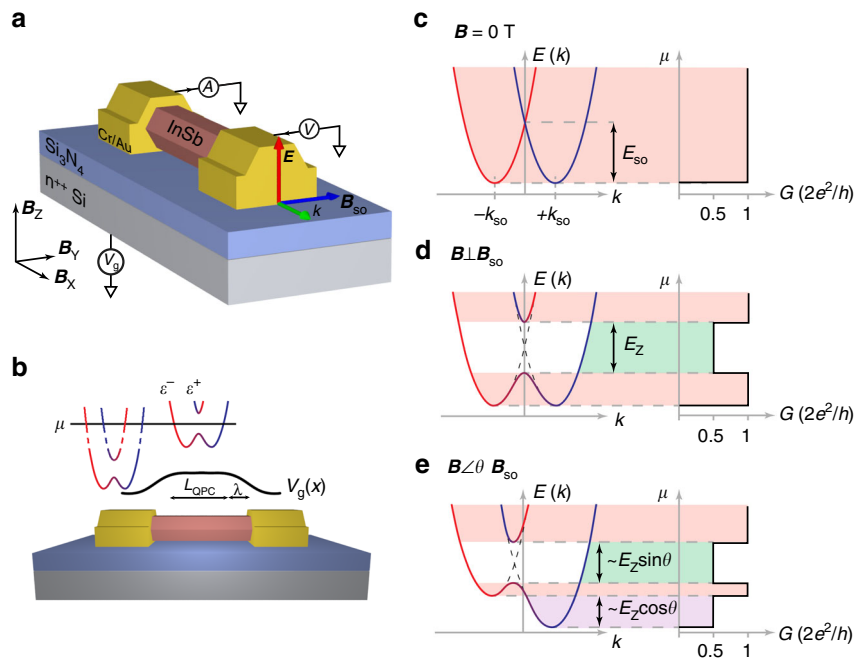 a
A
V
InSb
Cr/Au
Si3N4
n++ Si
E
Bso
k
BZ
BY
BX
Vg
b
ε− ε+
μ
LQPC λ
Vg(x)
c
B = 0 T
E (k)
μ
Eso
−kso +kso
k
G (2e²/h)
0.5 1
d
B⊥Bso
E (k)
μ
EZ
k
G (2e²/h)
0.5 1
e
B∠θ Bso
E (k)
μ
~EZsinθ
~EZcosθ
k
G (2e²/h)
0.5 1